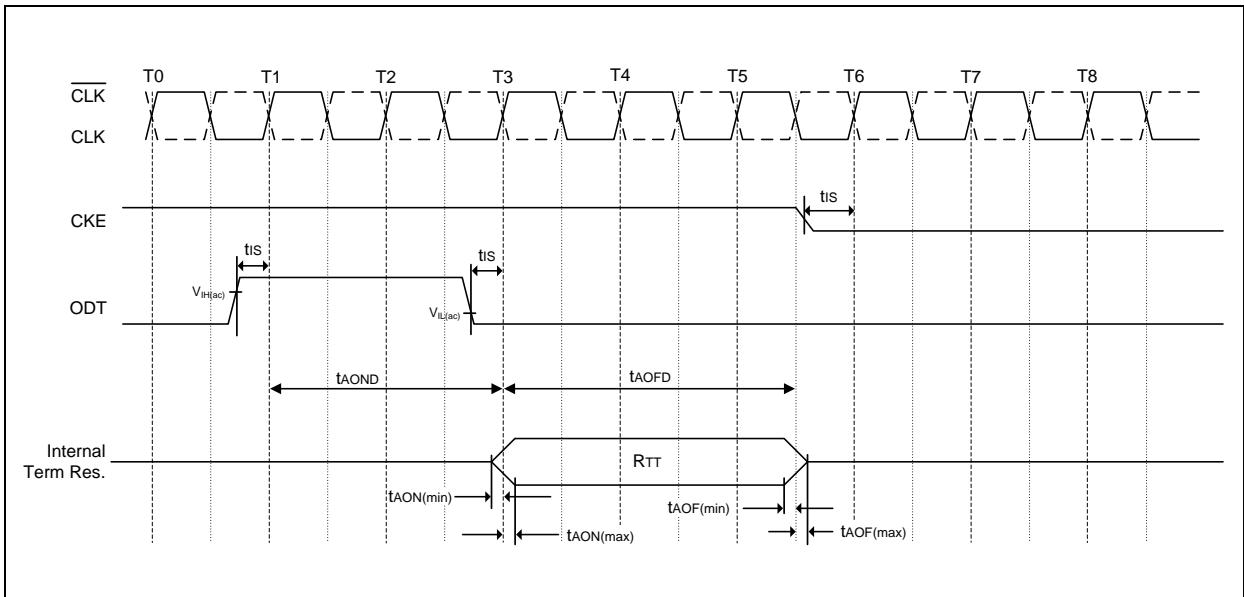 T0 T1 T2 T3 T4 T5 T6 T7 T8
CLK
CLK
tIS
CKE
tIS
tIS
VIH(ac)
ODT
VIL(ac)
tAOND
tAOFD
Internal
Term Res.
RTT
tAON(min)
tAOF(min)
tAON(max)
tAOF(max)